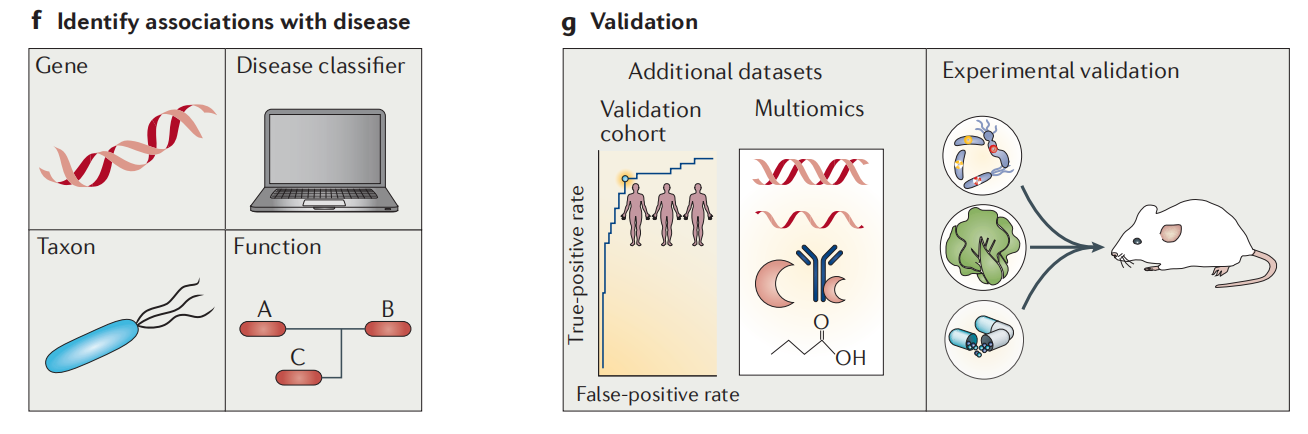 f Identify associations with disease
Gene
Disease classifier
Taxon
Function
A
B
C
g Validation
Additional datasets
Validation
cohort
True-positive rate
False-positive rate
Multiomics
O
OH
Experimental validation